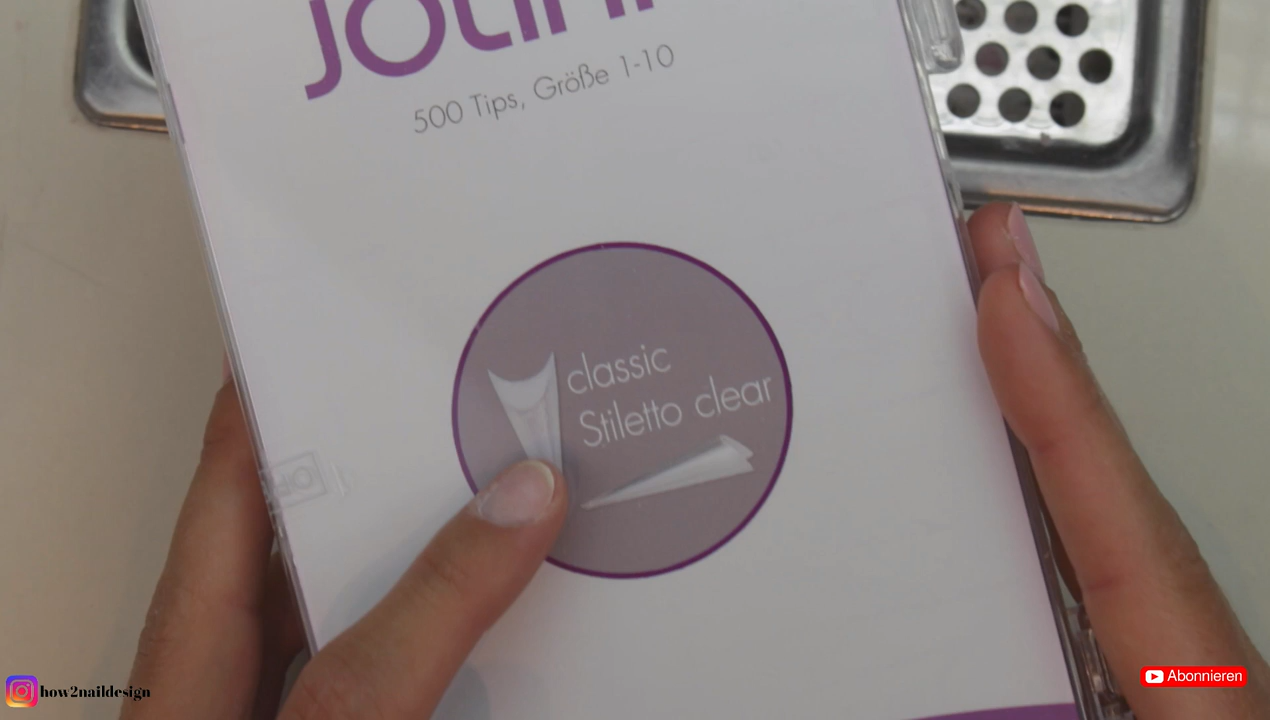 500 Tips, Größe 1-10
classic
Stiletto clear
how2naildesign
Abonnieren